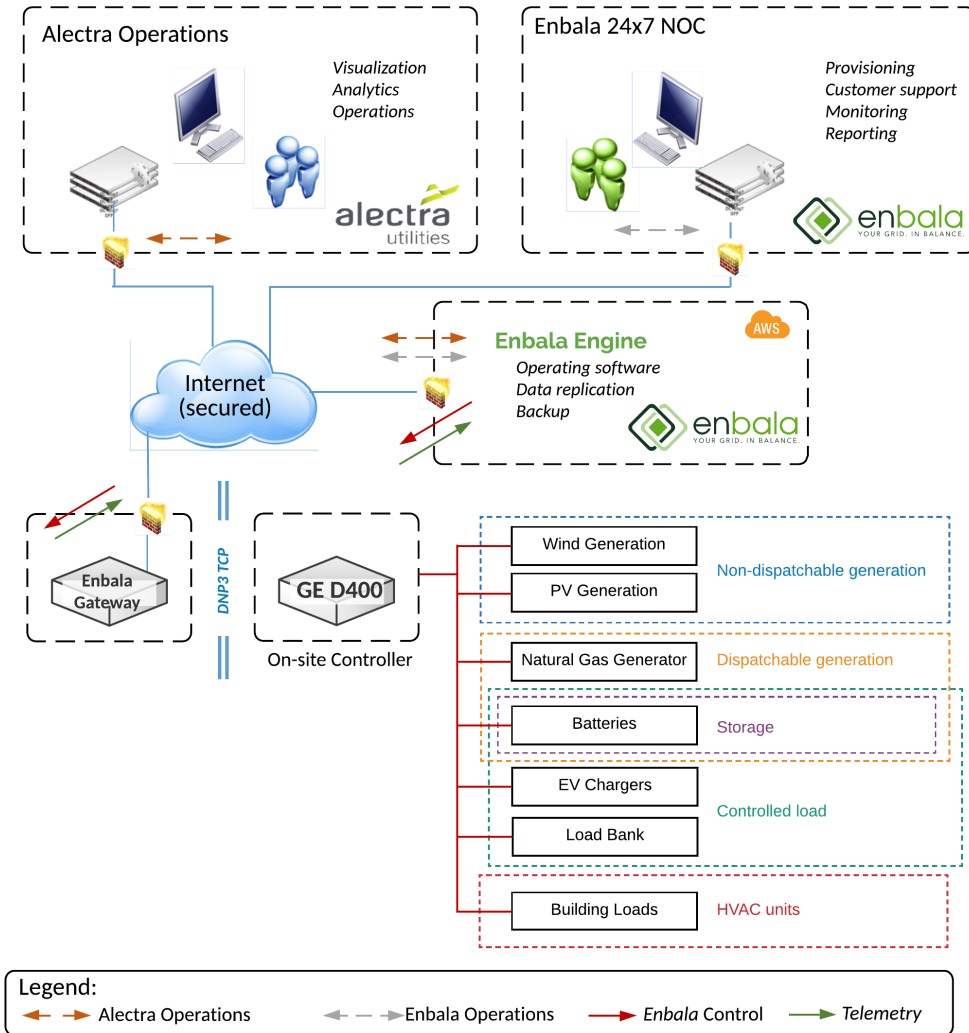 Alectra Operations
Visualization
Analytics
Operations
alectra
utilities
Enbala 24x7 NOC
Provisioning
Customer support
Monitoring
Reporting
enbala
YOUR GRID. IN BALANCE.
AWS
Enbala Engine
Operating software
Data replication
Backup
enbala
YOUR GRID. IN BALANCE.
Internet
(secured)
Enbala
Gateway
DNP3 TCP
GE D400
On-site Controller
Wind Generation
PV Generation
Non-dispatchable generation
Natural Gas Generator
Dispatchable generation
Batteries
Storage
EV Chargers
Load Bank
Controlled load
Building Loads
HVAC units
Legend:
Alectra Operations
Enbala Operations
Enbala Control
Telemetry